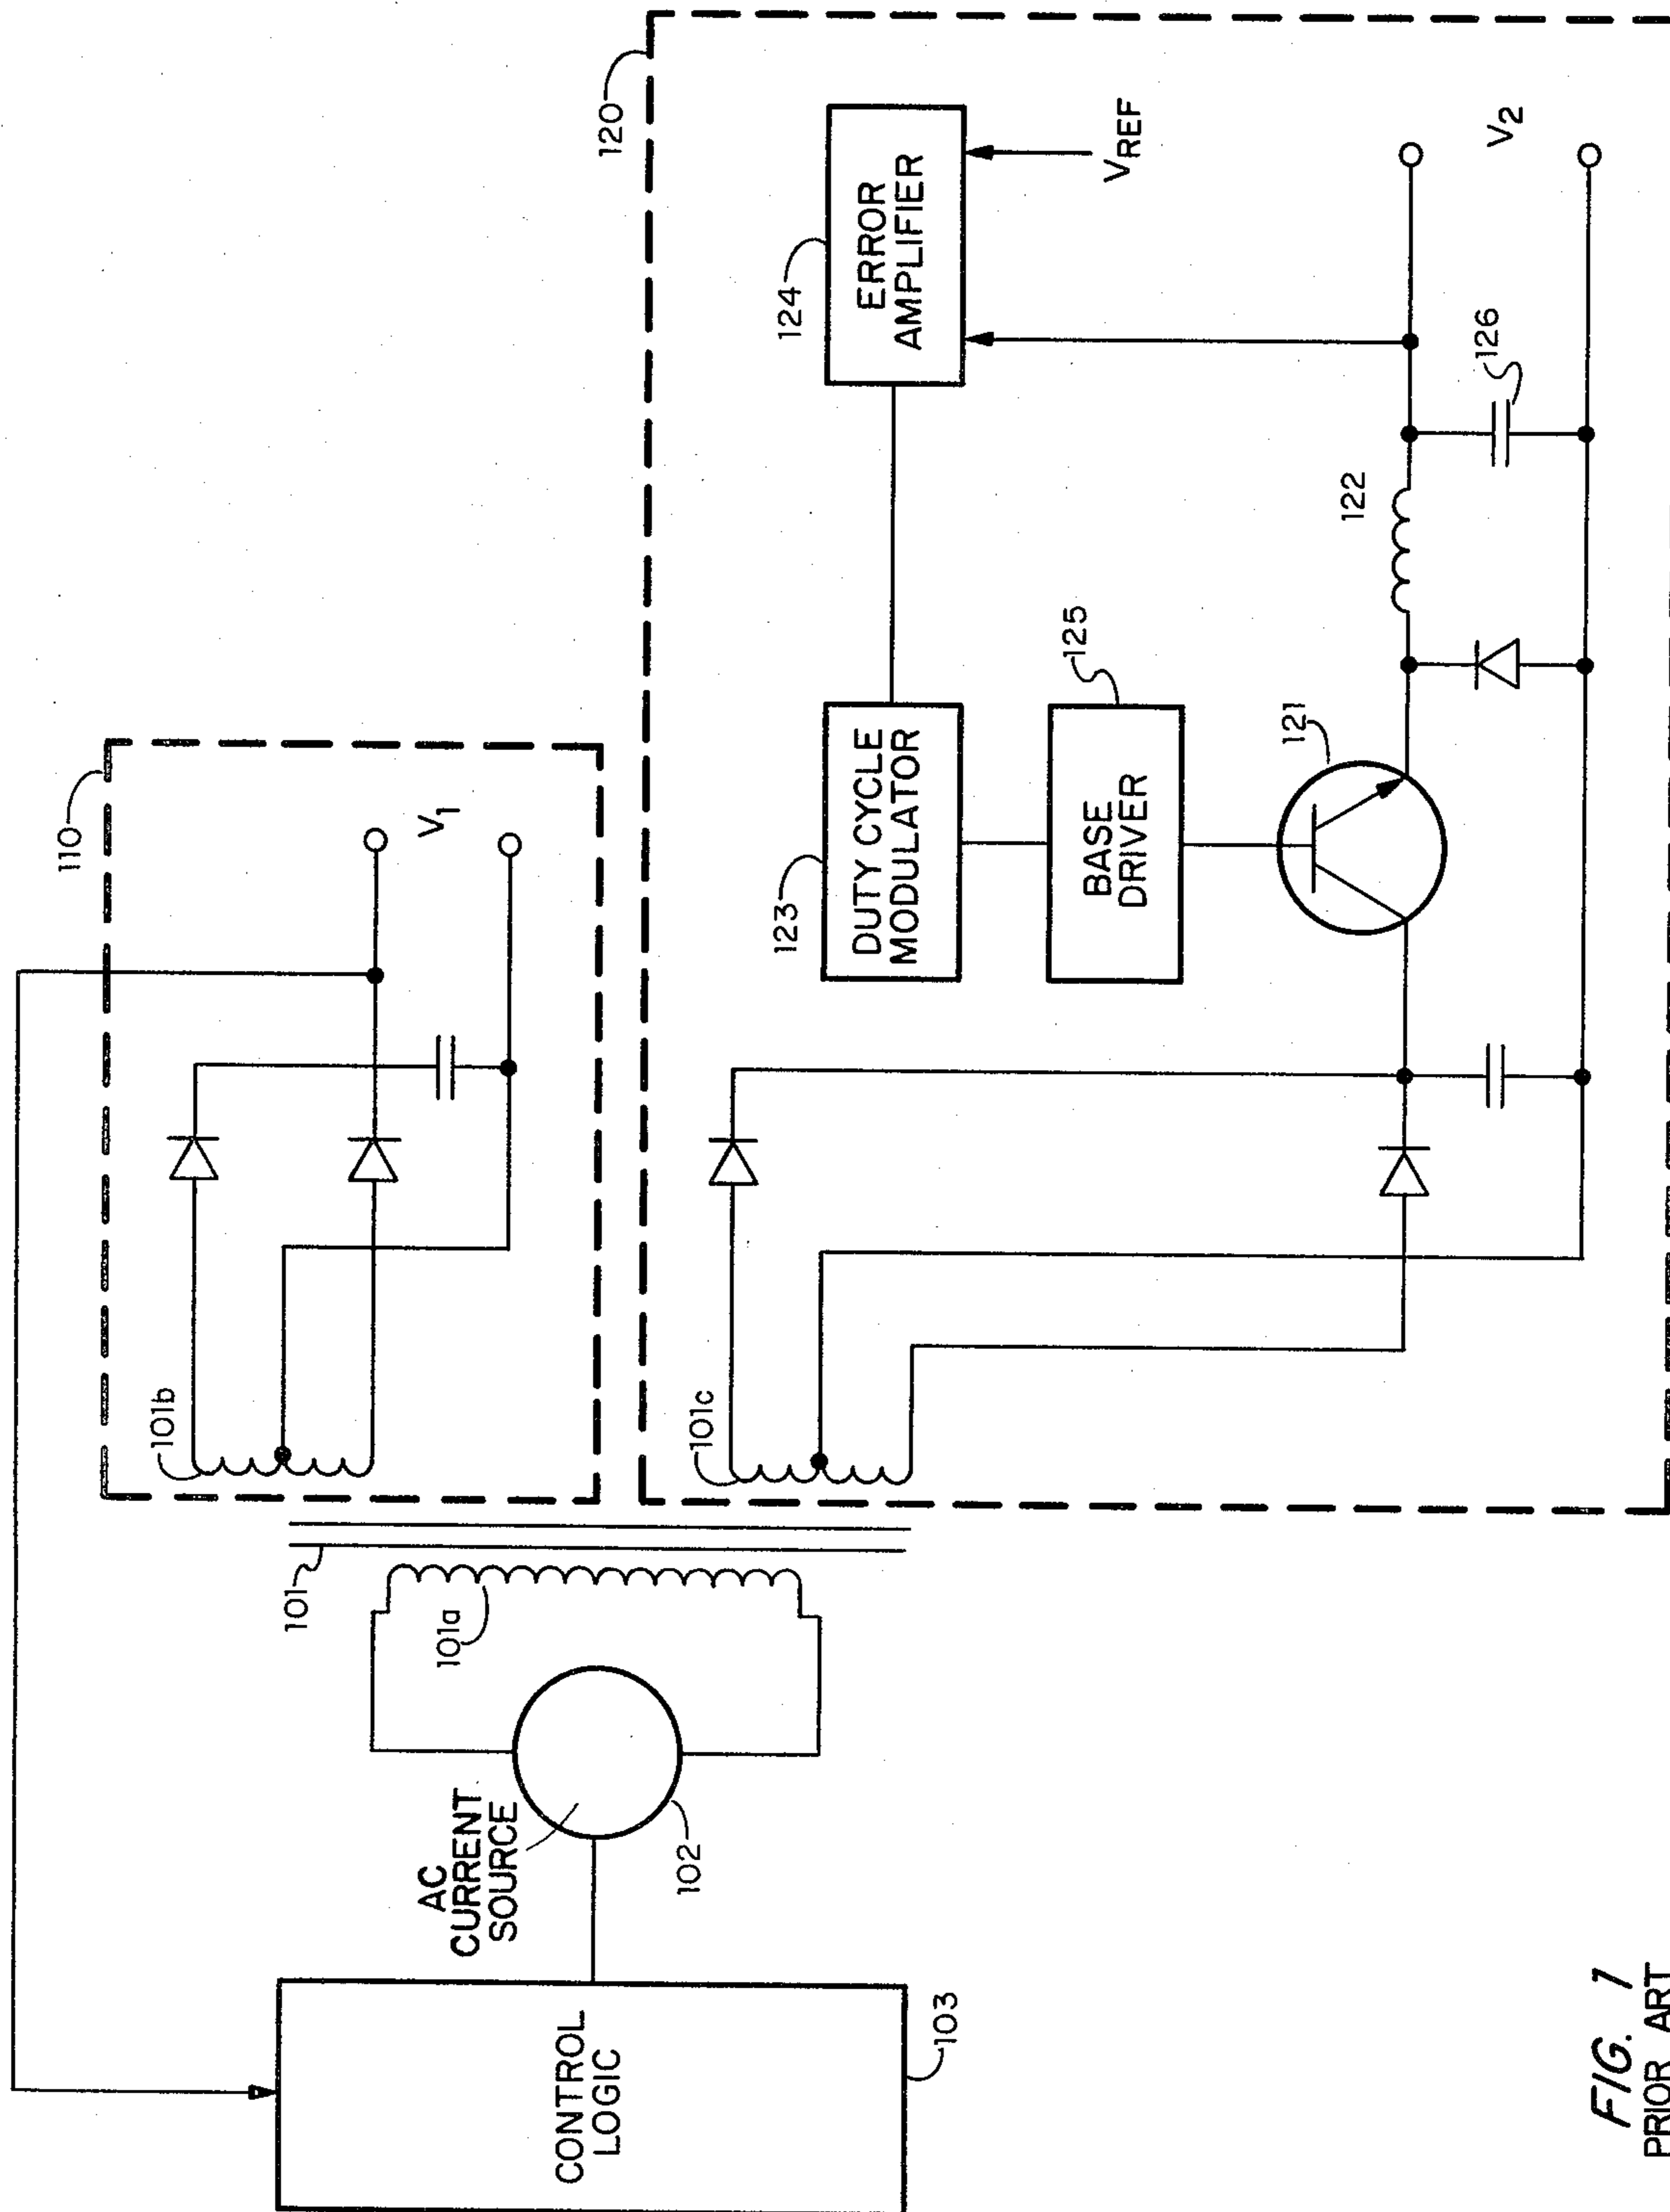 110
101b
V1
120
101c
124
ERROR
AMPLIFIER
VREF
123
DUTY CYCLE
MODULATOR
125
BASE
DRIVER
121
122
126
V2
101
101a
AC
CURRENT
SOURCE
102
CONTROL
LOGIC
103
FIG. 1
PRIOR ART